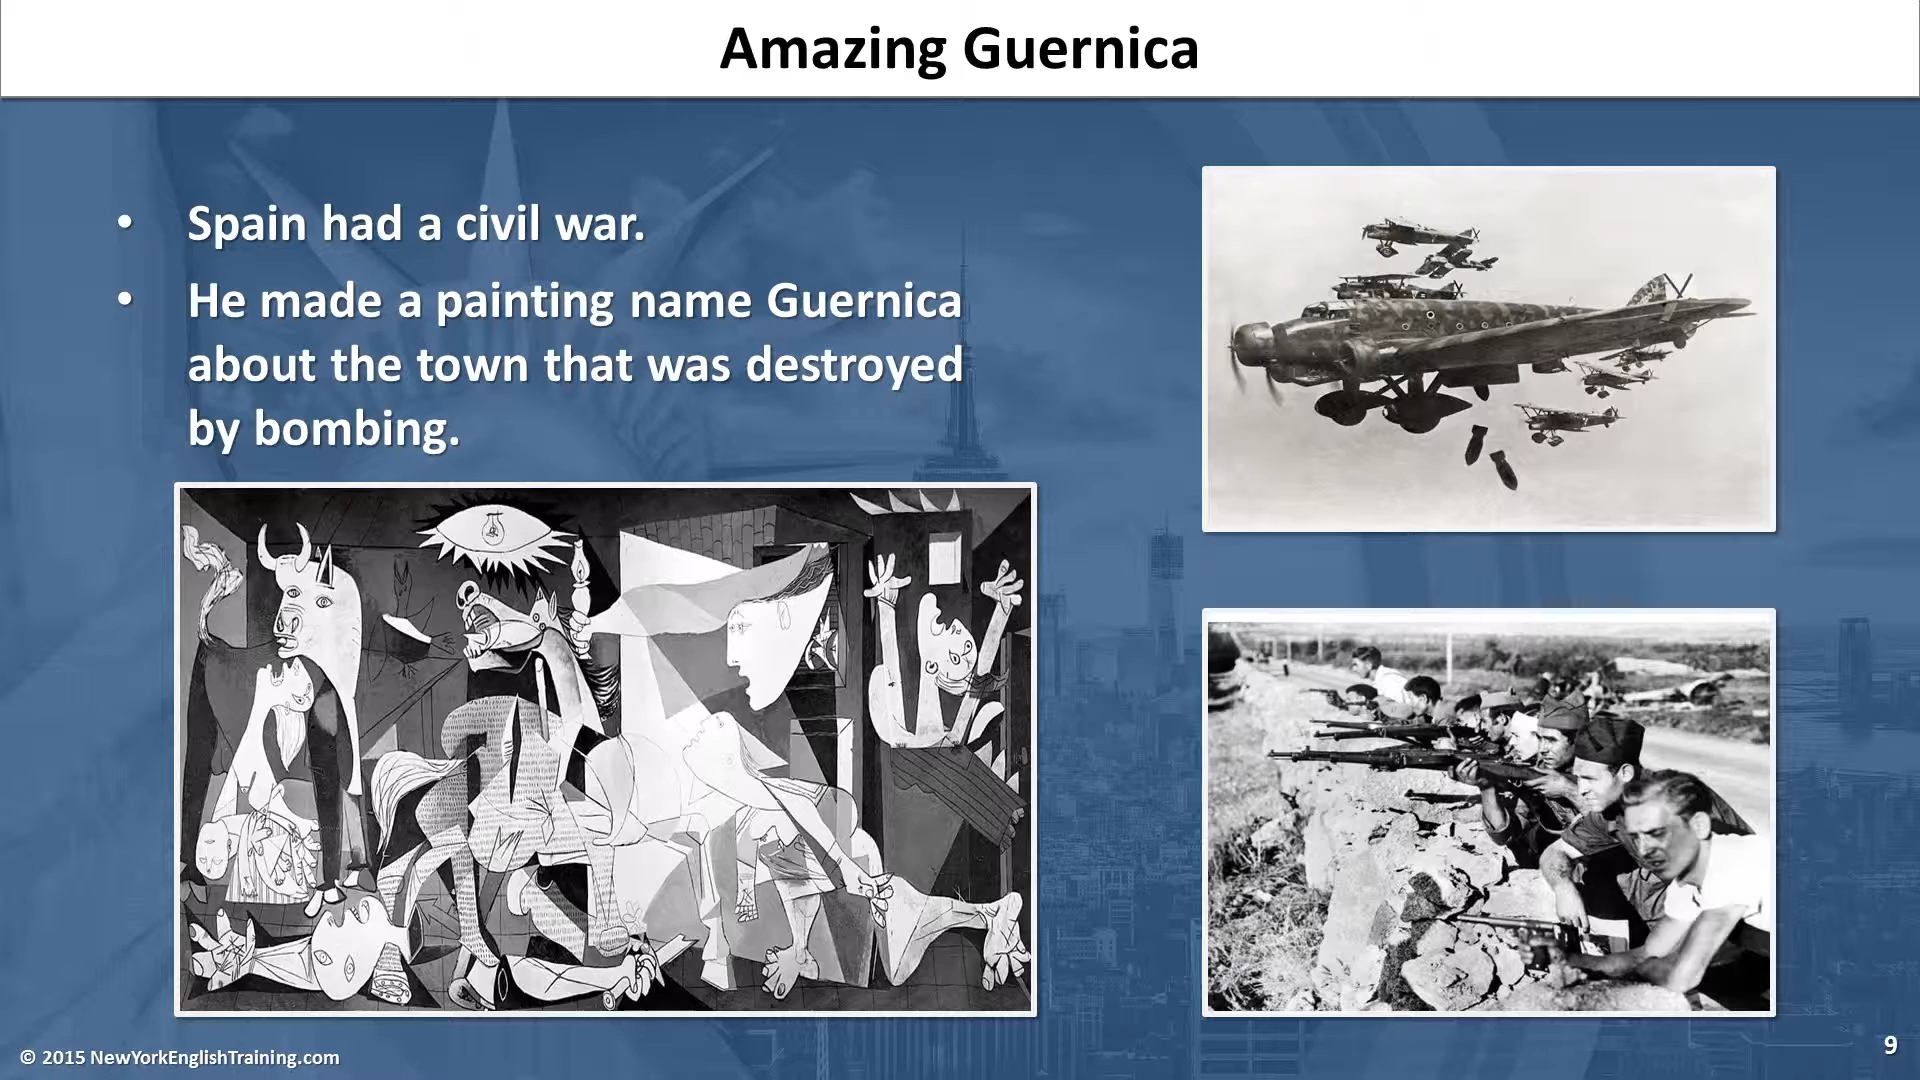 Amazing Guernica
• Spain had a civil war.
• He made a painting name Guernica
about the town that was destroyed
by bombing.
© 2015 NewYorkEnglishTraining.com
9